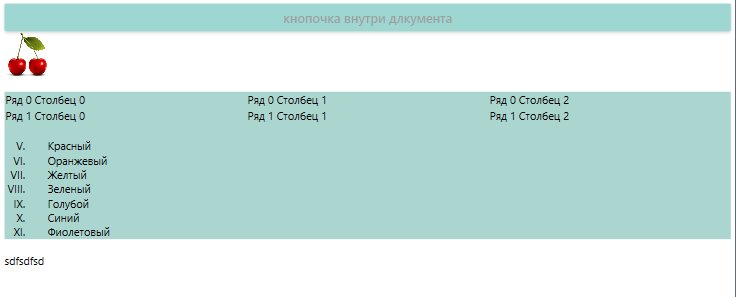 кнопочка внутри длкумента
Ряд 0 Столбец 0 Ряд 0 Столбец 1 Ряд 0 Столбец 2
Ряд 1 Столбец 0 Ряд 1 Столбец 1 Ряд 1 Столбец 2
V. Красный
VI. Оранжевый
VII. Желтый
VIII. Зеленый
IX. Голубой
X. Синий
XI. Фиолетовый
sdfsdfsd